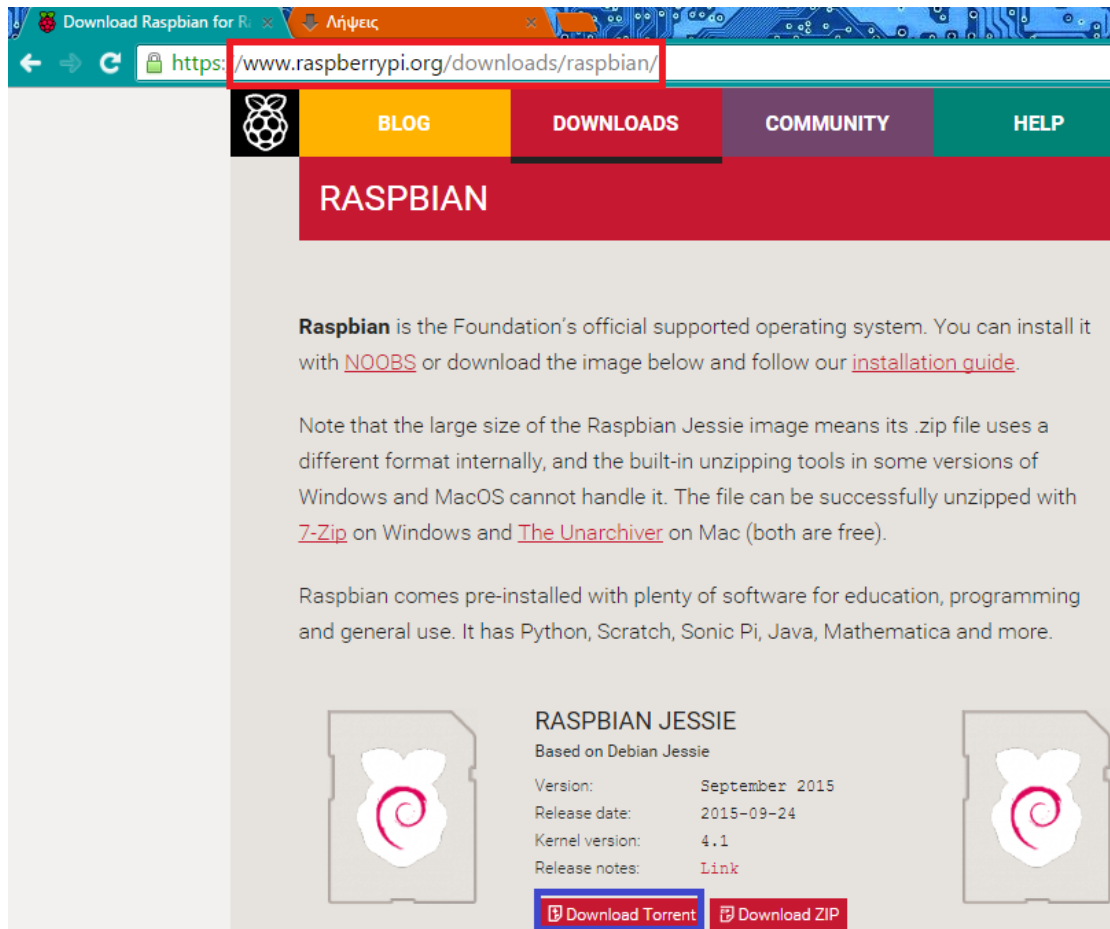 Download Raspbian for R
Λήψεις
https://www.raspberrypi.org/downloads/raspbian/
BLOG DOWNLOADS COMMUNITY HELP
RASPBIAN
Raspbian is the Foundation's official supported operating system. You can install it
with NOOBS or download the image below and follow our installation guide.
Note that the large size of the Raspbian Jessie image means its .zip file uses a
different format internally, and the built-in unzipping tools in some versions of
Windows and MacOS cannot handle it. The file can be successfully unzipped with
7-Zip on Windows and The Unarchiver on Mac (both are free).
Raspbian comes pre-installed with plenty of software for education, programming
and general use. It has Python, Scratch, Sonic Pi, Java, Mathematica and more.
RASPBIAN JESSIE
Based on Debian Jessie
Version: September 2015
Release date: 2015-09-24
Kernel version: 4.1
Release notes: Link
Download Torrent Download ZIP